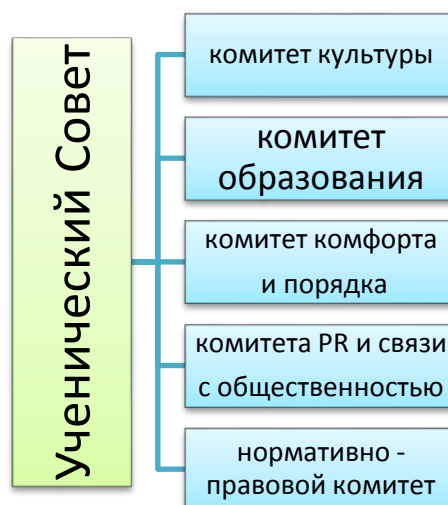 Ученический Совет
комитет культуры
комитет
образования
комитет комфорта
и порядка
комитета PR и связи
с общественностью
нормативно -
правовой комитет